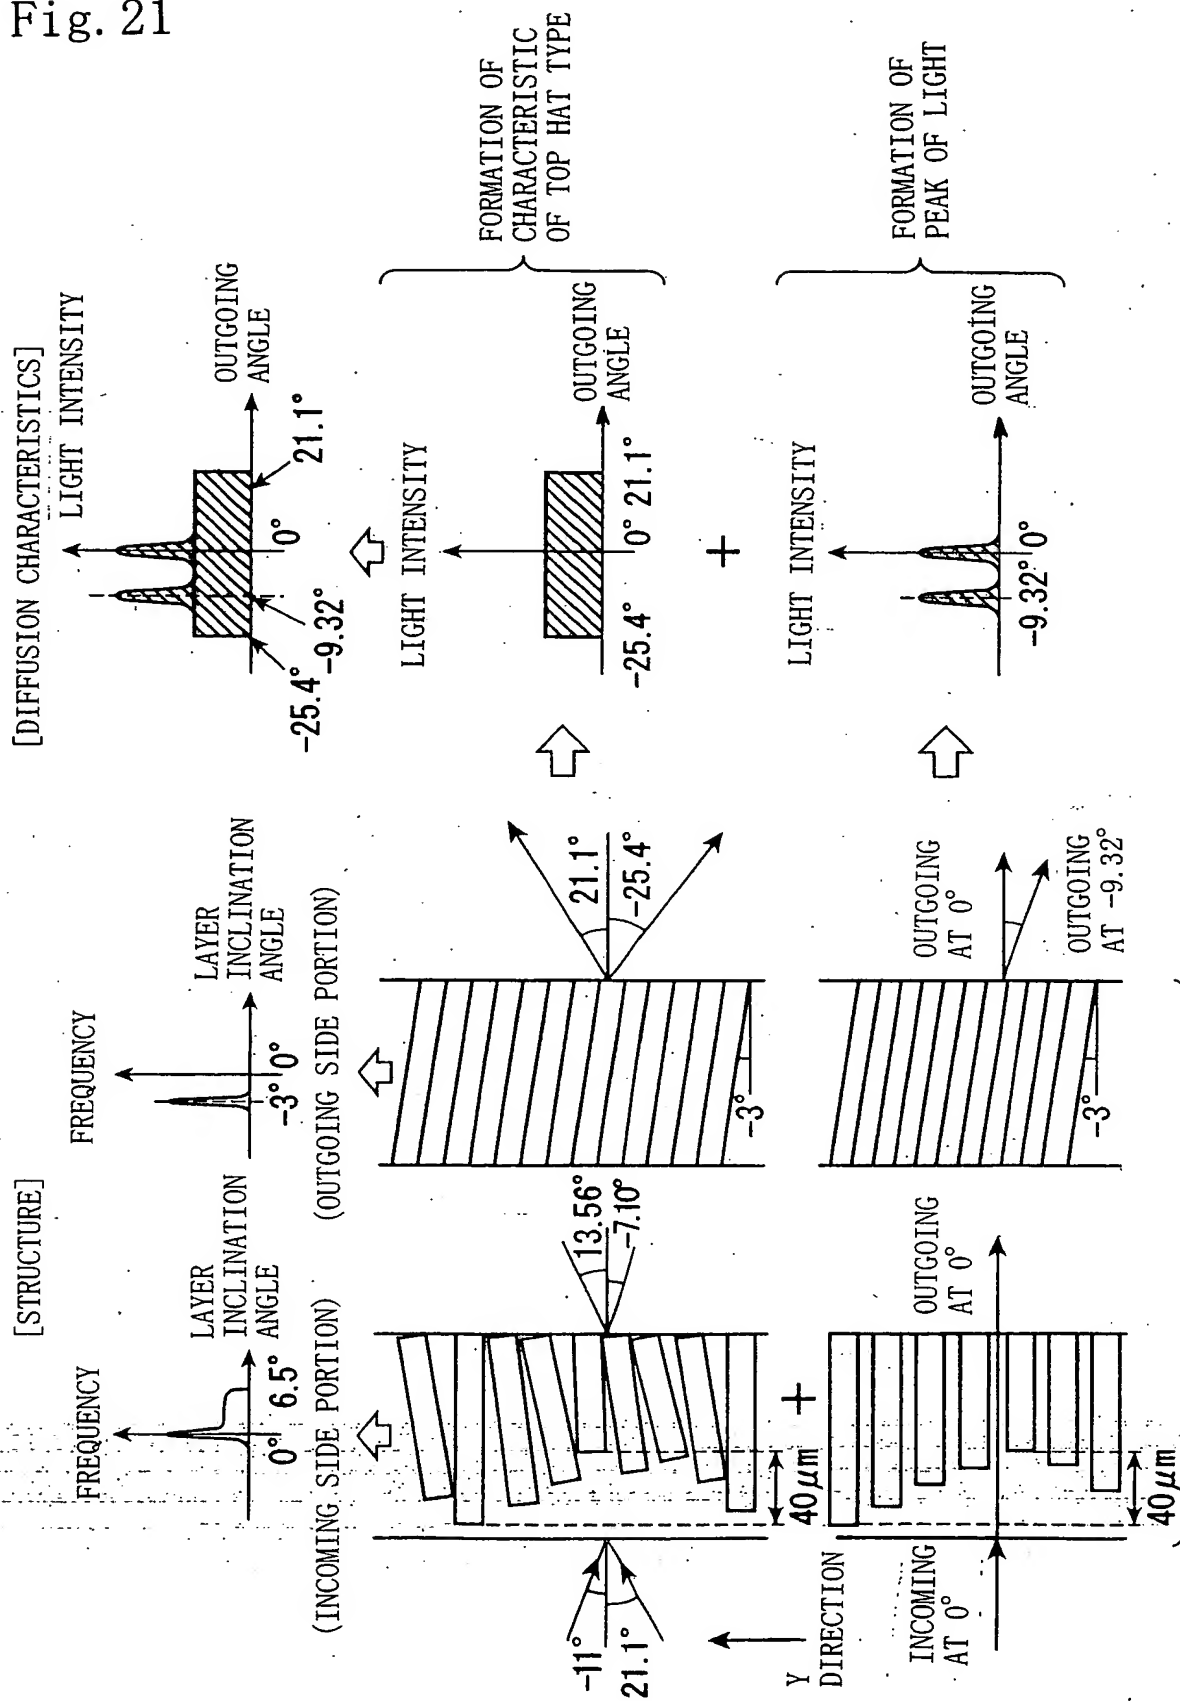 Fig. 21
[STRUCTURE]
[DIFFUSION CHARACTERISTICS]
FREQUENCY
LAYER
INCLINATION
ANGLE
0° 6.5°
(INCOMING SIDE PORTION)
FREQUENCY
LAYER
INCLINATION
ANGLE
-3° 0°
(OUTGOING SIDE PORTION)
LIGHT INTENSITY
OUTGOING
ANGLE
-25.4°
-9.32°
0°
21.1°
-11°
21.1°
40μm
13.56°
-7.10°
-3°
21.1°
-25.4°
LIGHT INTENSITY
OUTGOING
ANGLE
-25.4°
0° 21.1°
FORMATION OF
CHARACTERISTIC
OF TOP HAT TYPE
+
+
Y
DIRECTION
INCOMING
AT 0°
40μm
OUTGOING
AT 0°
-3°
OUTGOING
AT 0°
OUTGOING
AT -9.32°
LIGHT INTENSITY
OUTGOING
ANGLE
-9.32° 0°
FORMATION OF
PEAK OF LIGHT